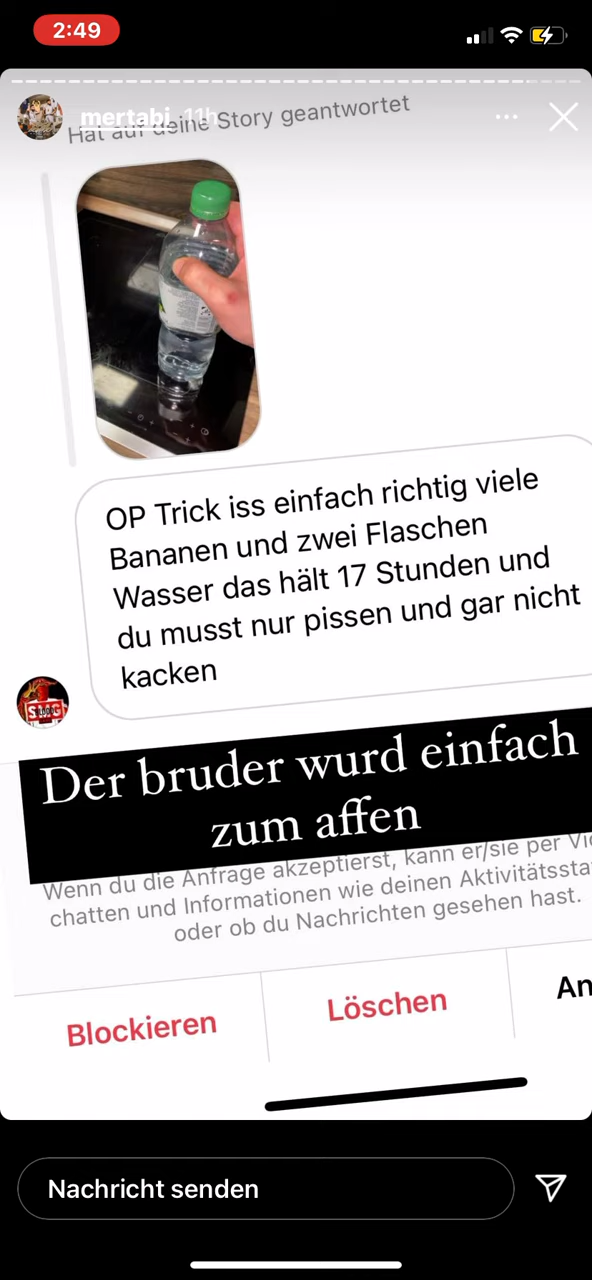 2:49
mertabi 11h
Hat auf deine Story geantwortet
OP Trick iss einfach richtig viele
Bananen und zwei Flaschen
Wasser das hält 17 Stunden und
du musst nur pissen und gar nicht
kacken
Der bruder wurd einfach
zum affen
Wenn du die Anfrage akzeptierst, kann er/sie per
chatten und Informationen wie deinen
oder ob du Nachrichten gesehen hast.
Blockieren
Löschen
An
Nachricht senden